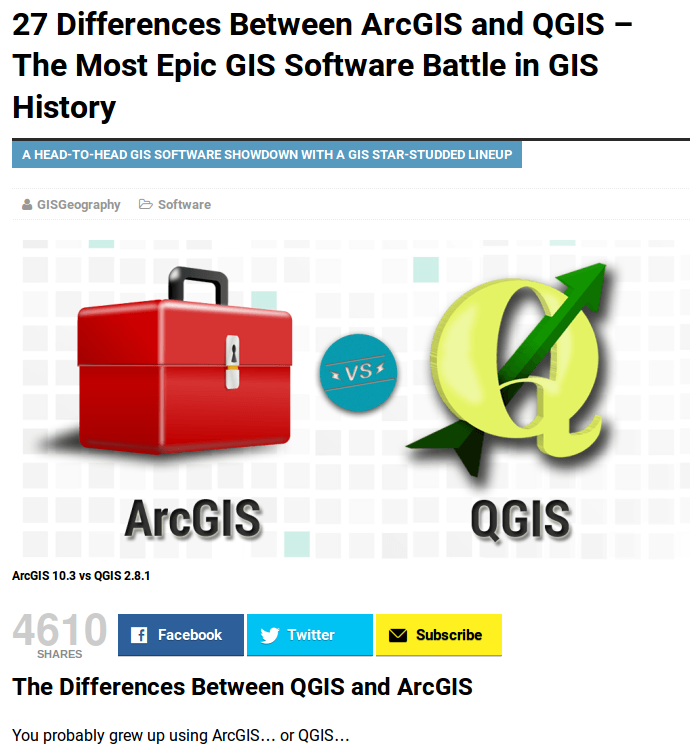 27 Differences Between ArcGIS and QGIS –
The Most Epic GIS Software Battle in GIS
History
A HEAD-TO-HEAD GIS SOFTWARE SHOWDOWN WITH A GIS STAR-STUDDED LINEUP
GISGeography Software
VS
Q
ArcGIS QGIS
ArcGIS 10.3 vs QGIS 2.8.1
4610
SHARES
Facebook Twitter Subscribe
The Differences Between QGIS and ArcGIS
You probably grew up using ArcGIS… or QGIS…